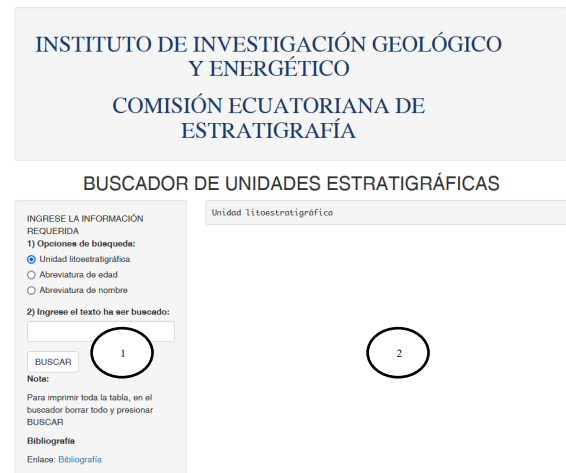 INSTITUTO DE INVESTIGACIÓN GEOLÓGICO
Y ENERGÉTICO
COMISIÓN ECUATORIANA DE
ESTRATIGRAFÍA
BUSCADOR DE UNIDADES ESTRATIGRÁFICAS
INGRESE LA INFORMACIÓN
REQUERIDA
1) Opciones de búsqueda:
Unidad litoestratigráfica
Abreviatura de edad
Abreviatura de nombre
2) Ingrese el texto ha ser buscado:
BUSCAR
1
Nota:
Para imprimir toda la tabla, en el
buscador borrar todo y presionar
BUSCAR
Bibliografía
Enlace: Bibliografía
Unidad litoestratigráfica
2